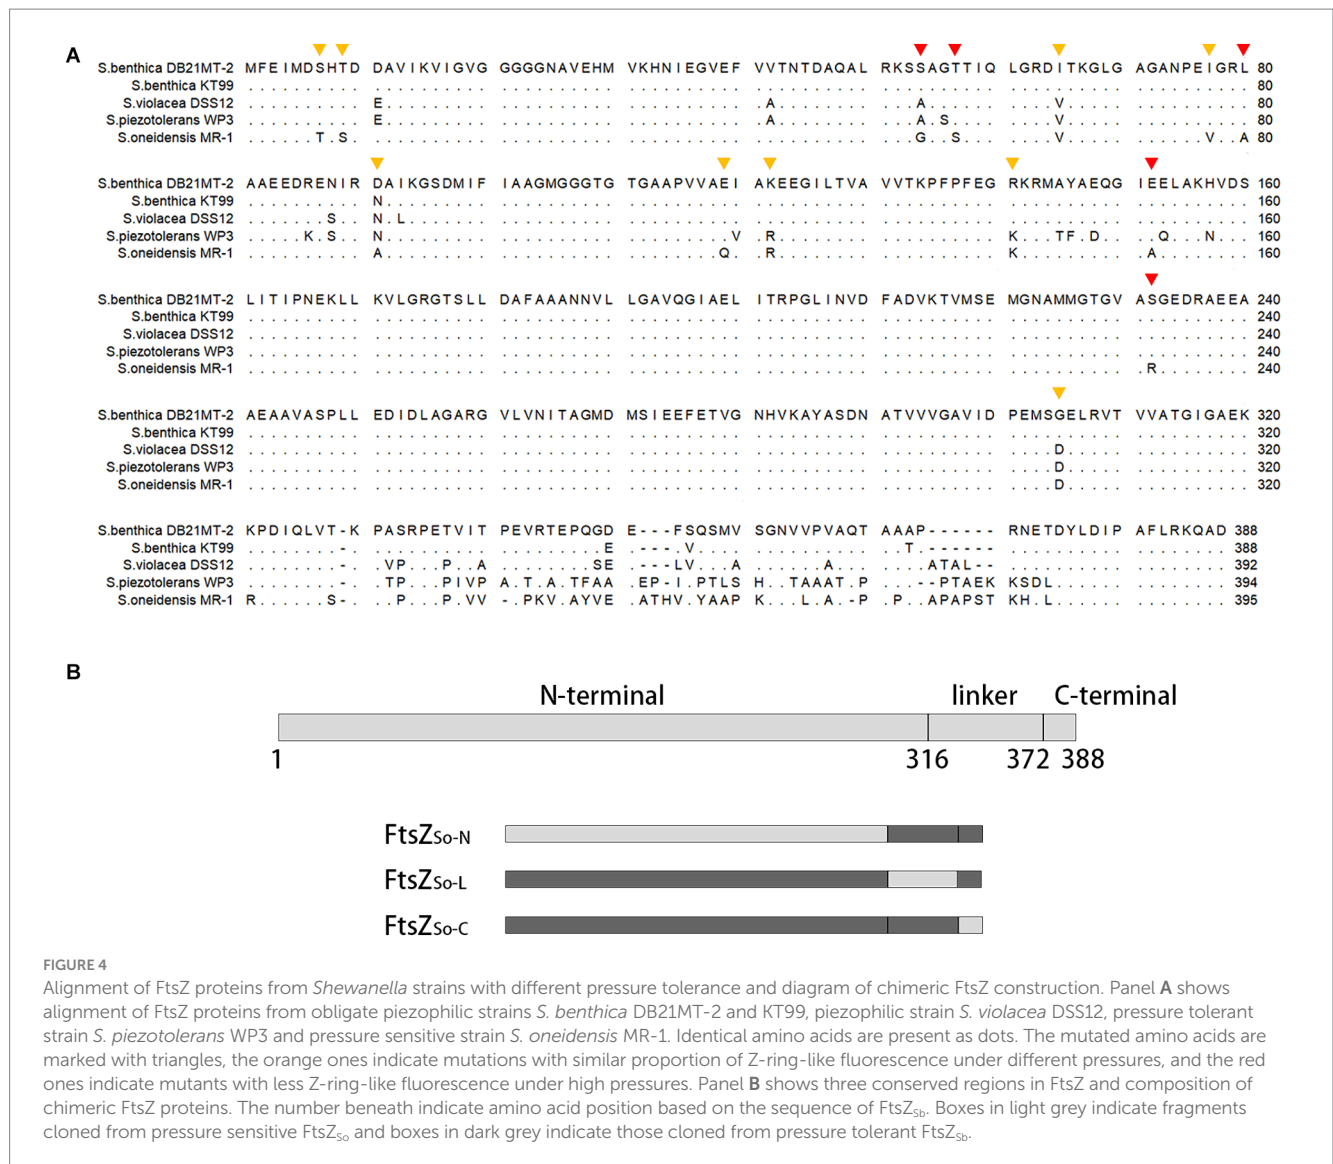 A
S.benthica DB21MT-2 MFEIMDSHTD DAVIKVIGVG GGGGNAVEHM VKHNIEGVEF VVTNTDAQAL RKSSAGTTIQ LGRDITKGLG AGANPEIGRL 80
S.benthica KT99 .......... .......... .......... .......... .......... .......... .......... .......... 80
S.violacea DSS12 .......... E......... .......... .......... A......... ...A...... ....V..... .......... 80
S.piezotolerans WP3 .......... E......... .......... .......... A......... ...A.S.... ....V..... .......... 80
S.oneidensis MR-1 ......T.S. .......... .......... .......... .......... ...G..S... ....V..... ......V..A 80
S.benthica DB21MT-2 AAEEDRENIR DAIKGSDMIF IAAGMGGGTG TGAAPVVAEI AKEEGILTVA VVTKPFPFEG RKRMAYAEQG IEELAKHVDS 160
S.benthica KT99 .......... N......... .......... .......... .......... .......... .......... .......... 160
S.violacea DSS12 .......S.. N.L....... .......... .......... .......... .......... .......... .......... 160
S.piezotolerans WP3 .....K.S.. N......... .......... .........V .R........ .......... K...TF.D.. ..Q...N... 160
S.oneidensis MR-1 .......... A......... .......... ........Q. .R........ .......... K......... .A........ 160
S.benthica DB21MT-2 LITIPNEKLL KVLGRGTSLL DAFAAANNVL LGAVQGIAEL ITRPGLINVD FADVKTVMSE MGNAMMGTGV ASGEDRAEEA 240
S.benthica KT99 .......... .......... .......... .......... .......... .......... .......... .......... 240
S.violacea DSS12 .......... .......... .......... .......... .......... .......... .......... .......... 240
S.piezotolerans WP3 .......... .......... .......... .......... .......... .......... .......... .......... 240
S.oneidensis MR-1 .......... .......... .......... .......... .......... .......... .......... .R........ 240
S.benthica DB21MT-2 AEAAVASPLL EDIDLAGARG VLVNITAGMD MSIEEFETVG NHVKAYASDN ATVVVGAVID PEMSGELRVT VVATGIGAEK 320
S.benthica KT99 .......... .......... .......... .......... .......... .......... .......... .......... 320
S.violacea DSS12 .......... .......... .......... .......... .......... .......... ....D..... .......... 320
S.piezotolerans WP3 .......... .......... .......... .......... .......... .......... ....D..... .......... 320
S.oneidensis MR-1 .......... .......... .......... .......... .......... .......... ....D..... .......... 320
S.benthica DB21MT-2 KPDIQLVT-K PASRPETVIT PEVRTEPQGD E---FSQSMV SGNVVPVAQT AAAP------ RNETDYLDIP AFLRKQAD 388
S.benthica KT99 ........-. .......... .........E .---.V.... .......... ..T.------ .......... ........ 388
S.violacea DSS12 ........-. .VP..P..A. ........SE .---LV...A ......A... ....ATAL-- .......... ........ 392
S.piezotolerans WP3 ........-. .TP..PIVP A.T.A.TFAA .EP-I.PTLS H..TAAAT.P ...--PTAEK KSDL...... ........ 394
S.oneidensis MR-1 R......S-. ..P...P.VV -.PKV.AYVE .ATHV.YAAP K...L.A.-P .P..APAPST KH.L...... ........ 395
B
N-terminal linker C-terminal
1 316 372 388
FtsZSo-N
FtsZSo-L
FtsZSo-C
FIGURE 4
Alignment of FtsZ proteins from Shewanella strains with different pressure tolerance and diagram of chimeric FtsZ construction. Panel A shows
alignment of FtsZ proteins from obligate piezophilic strains S. benthica DB21MT-2 and KT99, piezophilic strain S. violacea DSS12, pressure tolerant
strain S. piezotolerans WP3 and pressure sensitive strain S. oneidensis MR-1. Identical amino acids are present as dots. The mutated amino acids are
marked with triangles, the orange ones indicate mutations with similar proportion of Z-ring-like fluorescence under different pressures, and the red
ones indicate mutants with less Z-ring-like fluorescence under high pressures. Panel B shows three conserved regions in FtsZ and composition of
chimeric FtsZ proteins. The number beneath indicate amino acid position based on the sequence of FtsZSb. Boxes in light grey indicate fragments
cloned from pressure sensitive FtsZSo and boxes in dark grey indicate those cloned from pressure tolerant FtsZSb.